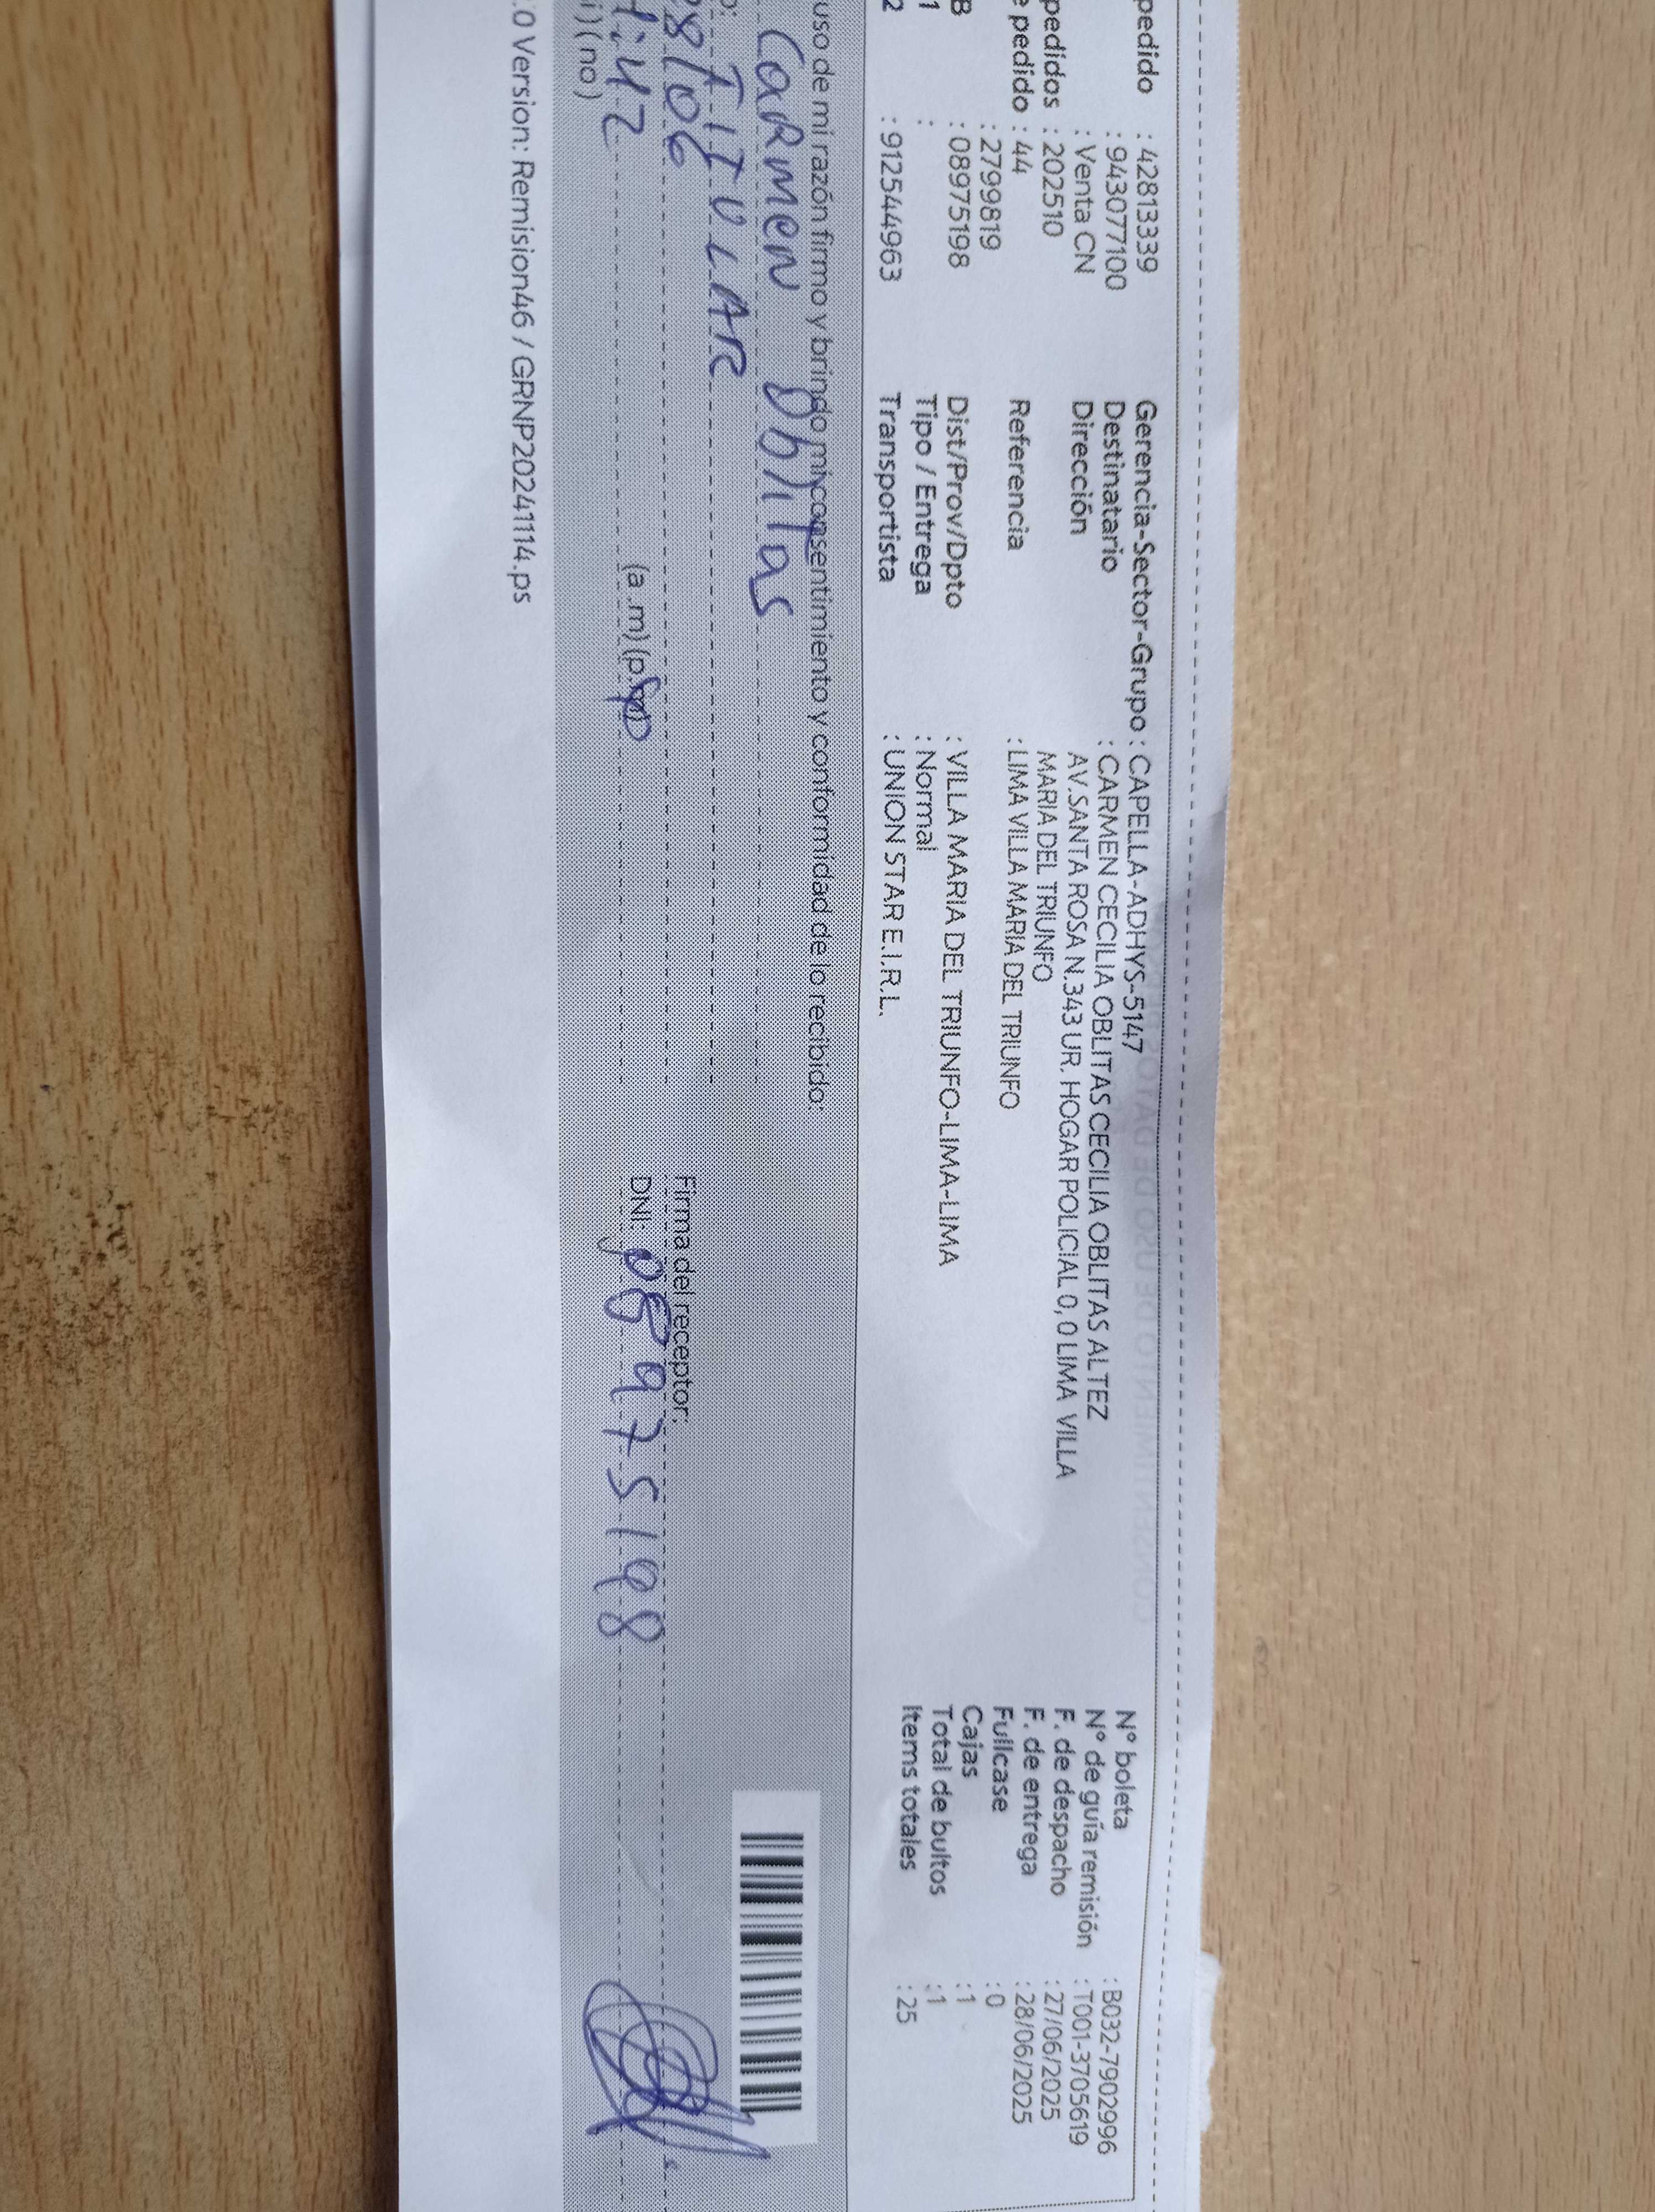 pedido : 42813339
: 943077100
: Venta CN
pedidos : 202510
e pedido : 44
: 2799819
B : 08975198
1 :
2 : 912544963
Gerencia-Sector-Grupo : CAPELLA-ADHYS-5147
Destinatario : CARMEN CECILIA OBLITAS CECILIA OBLITAS ALTEZ
Dirección AV.SANTA ROSA N.343 UR. HOGAR POLICIAL 0, 0 LIMA VILLA
MARIA DEL TRIUNFO
Referencia : LIMA VILLA MARIA DEL TRIUNFO
Dist/Prov/Dpto : VILLA MARIA DEL TRIUNFO-LIMA-LIMA
Tipo / Entrega : Normal
Transportista : UNION STAR E.I.R.L.
N° boleta : B032-7902996
N° de guía remisión : T001-3705619
F. de despacho : 27/06/2025
F. de entrega : 28/06/2025
Fullcase : 0
Cajas : 1
Total de bultos : 1
Items totales : 25
uso de mi razón firmo y brindo mi consentimiento y conformidad de lo recibido:
Carmen Oblitas
TITULAR
28/06
Firma del receptor:
(a .m) (p.m)
DNI: 08975198
i) ( no )
.0 Version: Remision46 / GRNP20241114.ps